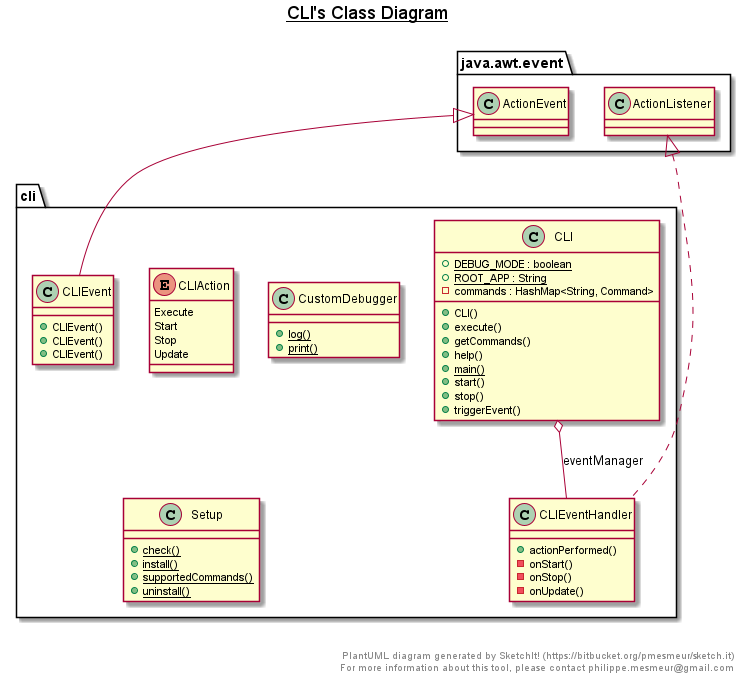 CLI's Class Diagram
java.awt.event
C ActionEvent
C ActionListener
cli
C CLIEvent
CLIEvent()
CLIEvent()
CLIEvent()
E CLIAction
Execute
Start
Stop
Update
C CustomDebugger
log()
print()
C CLI
DEBUG_MODE : boolean
ROOT_APP : String
commands : HashMap<String, Command>
CLI()
execute()
getCommands()
help()
main()
start()
stop()
triggerEvent()
eventManager
C Setup
check()
install()
supportedCommands()
uninstall()
C CLIEventHandler
actionPerformed()
onStart()
onStop()
onUpdate()
PlantUML diagram generated by SketchIt! (https://bitbucket.org/pmesmeur/sketch.it)
For more information about this tool, please contact philippe.mesmeur@gmail.com